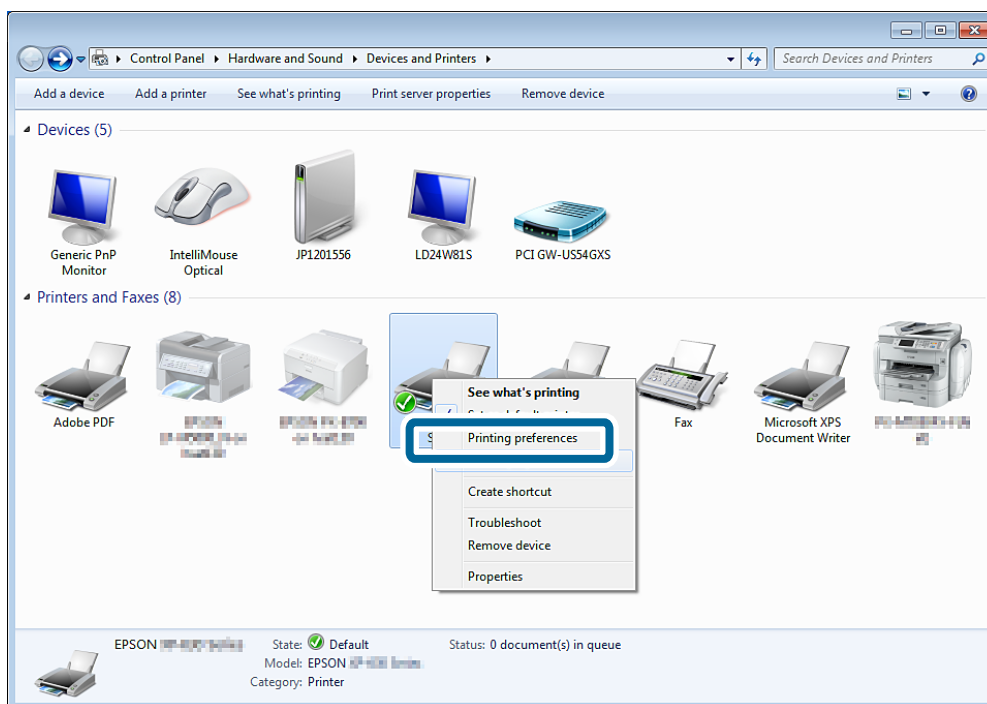 Control Panel ▸ Hardware and Sound ▸ Devices and Printers ▸
Search Devices and Printers
Add a device Add a printer See what's printing Print server properties Remove device
Devices (5)
Generic PnP
Monitor
IntelliMouse
Optical
JP1201556
LD24W81S
PCI GW-US54GXS
Printers and Faxes (8)
Adobe PDF
Fax
Microsoft XPS
Document Writer
See what's printing
Printing preferences
Create shortcut
Troubleshoot
Remove device
Properties
EPSON
State: Default
Status: 0 document(s) in queue
Model: EPSON
Category: Printer